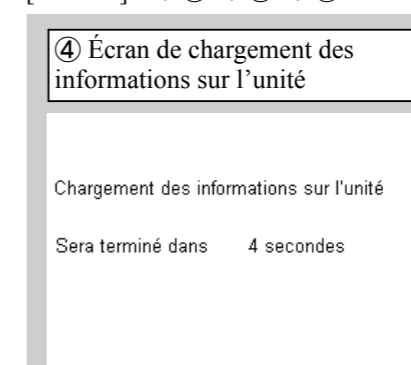 ④ Écran de chargement des
informations sur l’unité
Chargement des informations sur l'unité
Sera terminé dans 4 secondes